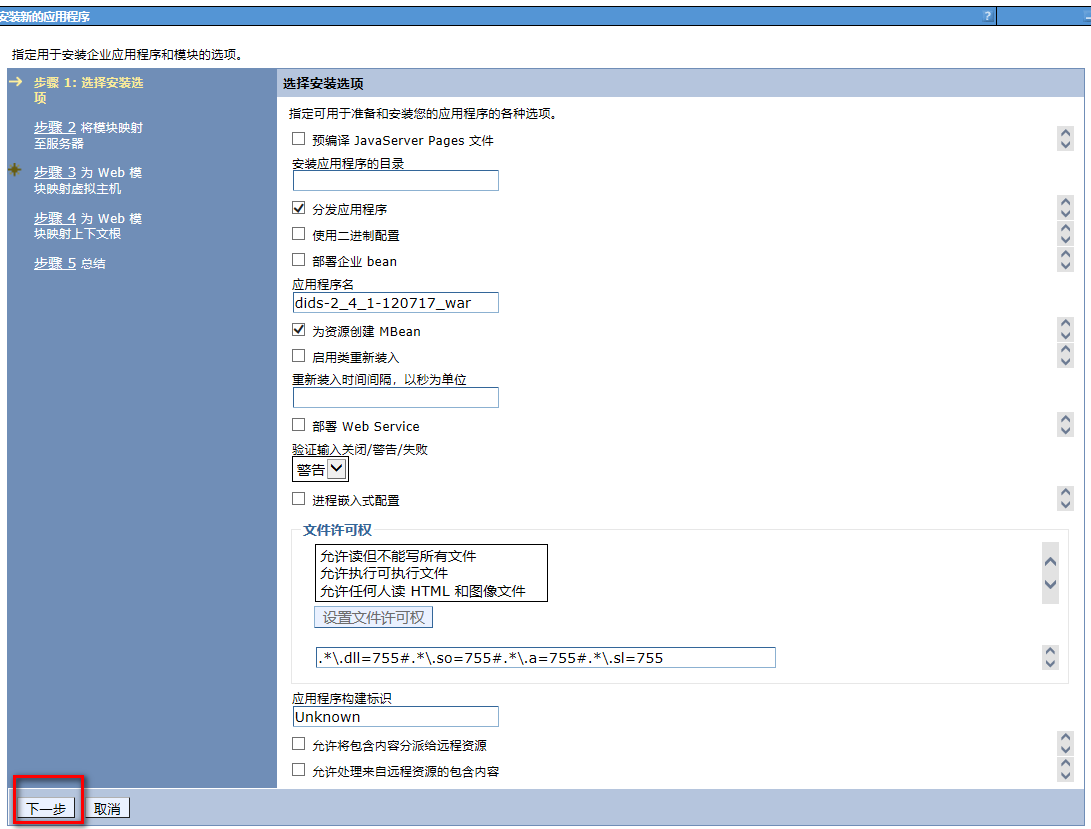 安装新的应用程序
?
指定用于安装企业应用程序和模块的选项。
步骤 1: 选择安装选
项
步骤 2 将模块映射
至服务器
步骤 3 为 Web 模
块映射虚拟主机
步骤 4 为 Web 模
块映射上下文根
步骤 5 总结
选择安装选项
指定可用于准备和安装您的应用程序的各种选项。
预编译 JavaServer Pages 文件
安装应用程序的目录
分发应用程序
使用二进制配置
部署企业 bean
应用程序名
dids-2_4_1-120717_war
为资源创建 MBean
启用类重新装入
重新装入时间间隔，以秒为单位
部署 Web Service
验证输入关闭/警告/失败
警告
进程嵌入式配置
文件许可权
允许读但不能写所有文件
允许执行可执行文件
允许任何人读 HTML 和图像文件
设置文件许可权
.*\.dll=755#.*\.so=755#.*\.a=755#.*\.sl=755
应用程序构建标识
Unknown
允许将包含内容分派给远程资源
允许处理来自远程资源的包含内容
下一步 取消